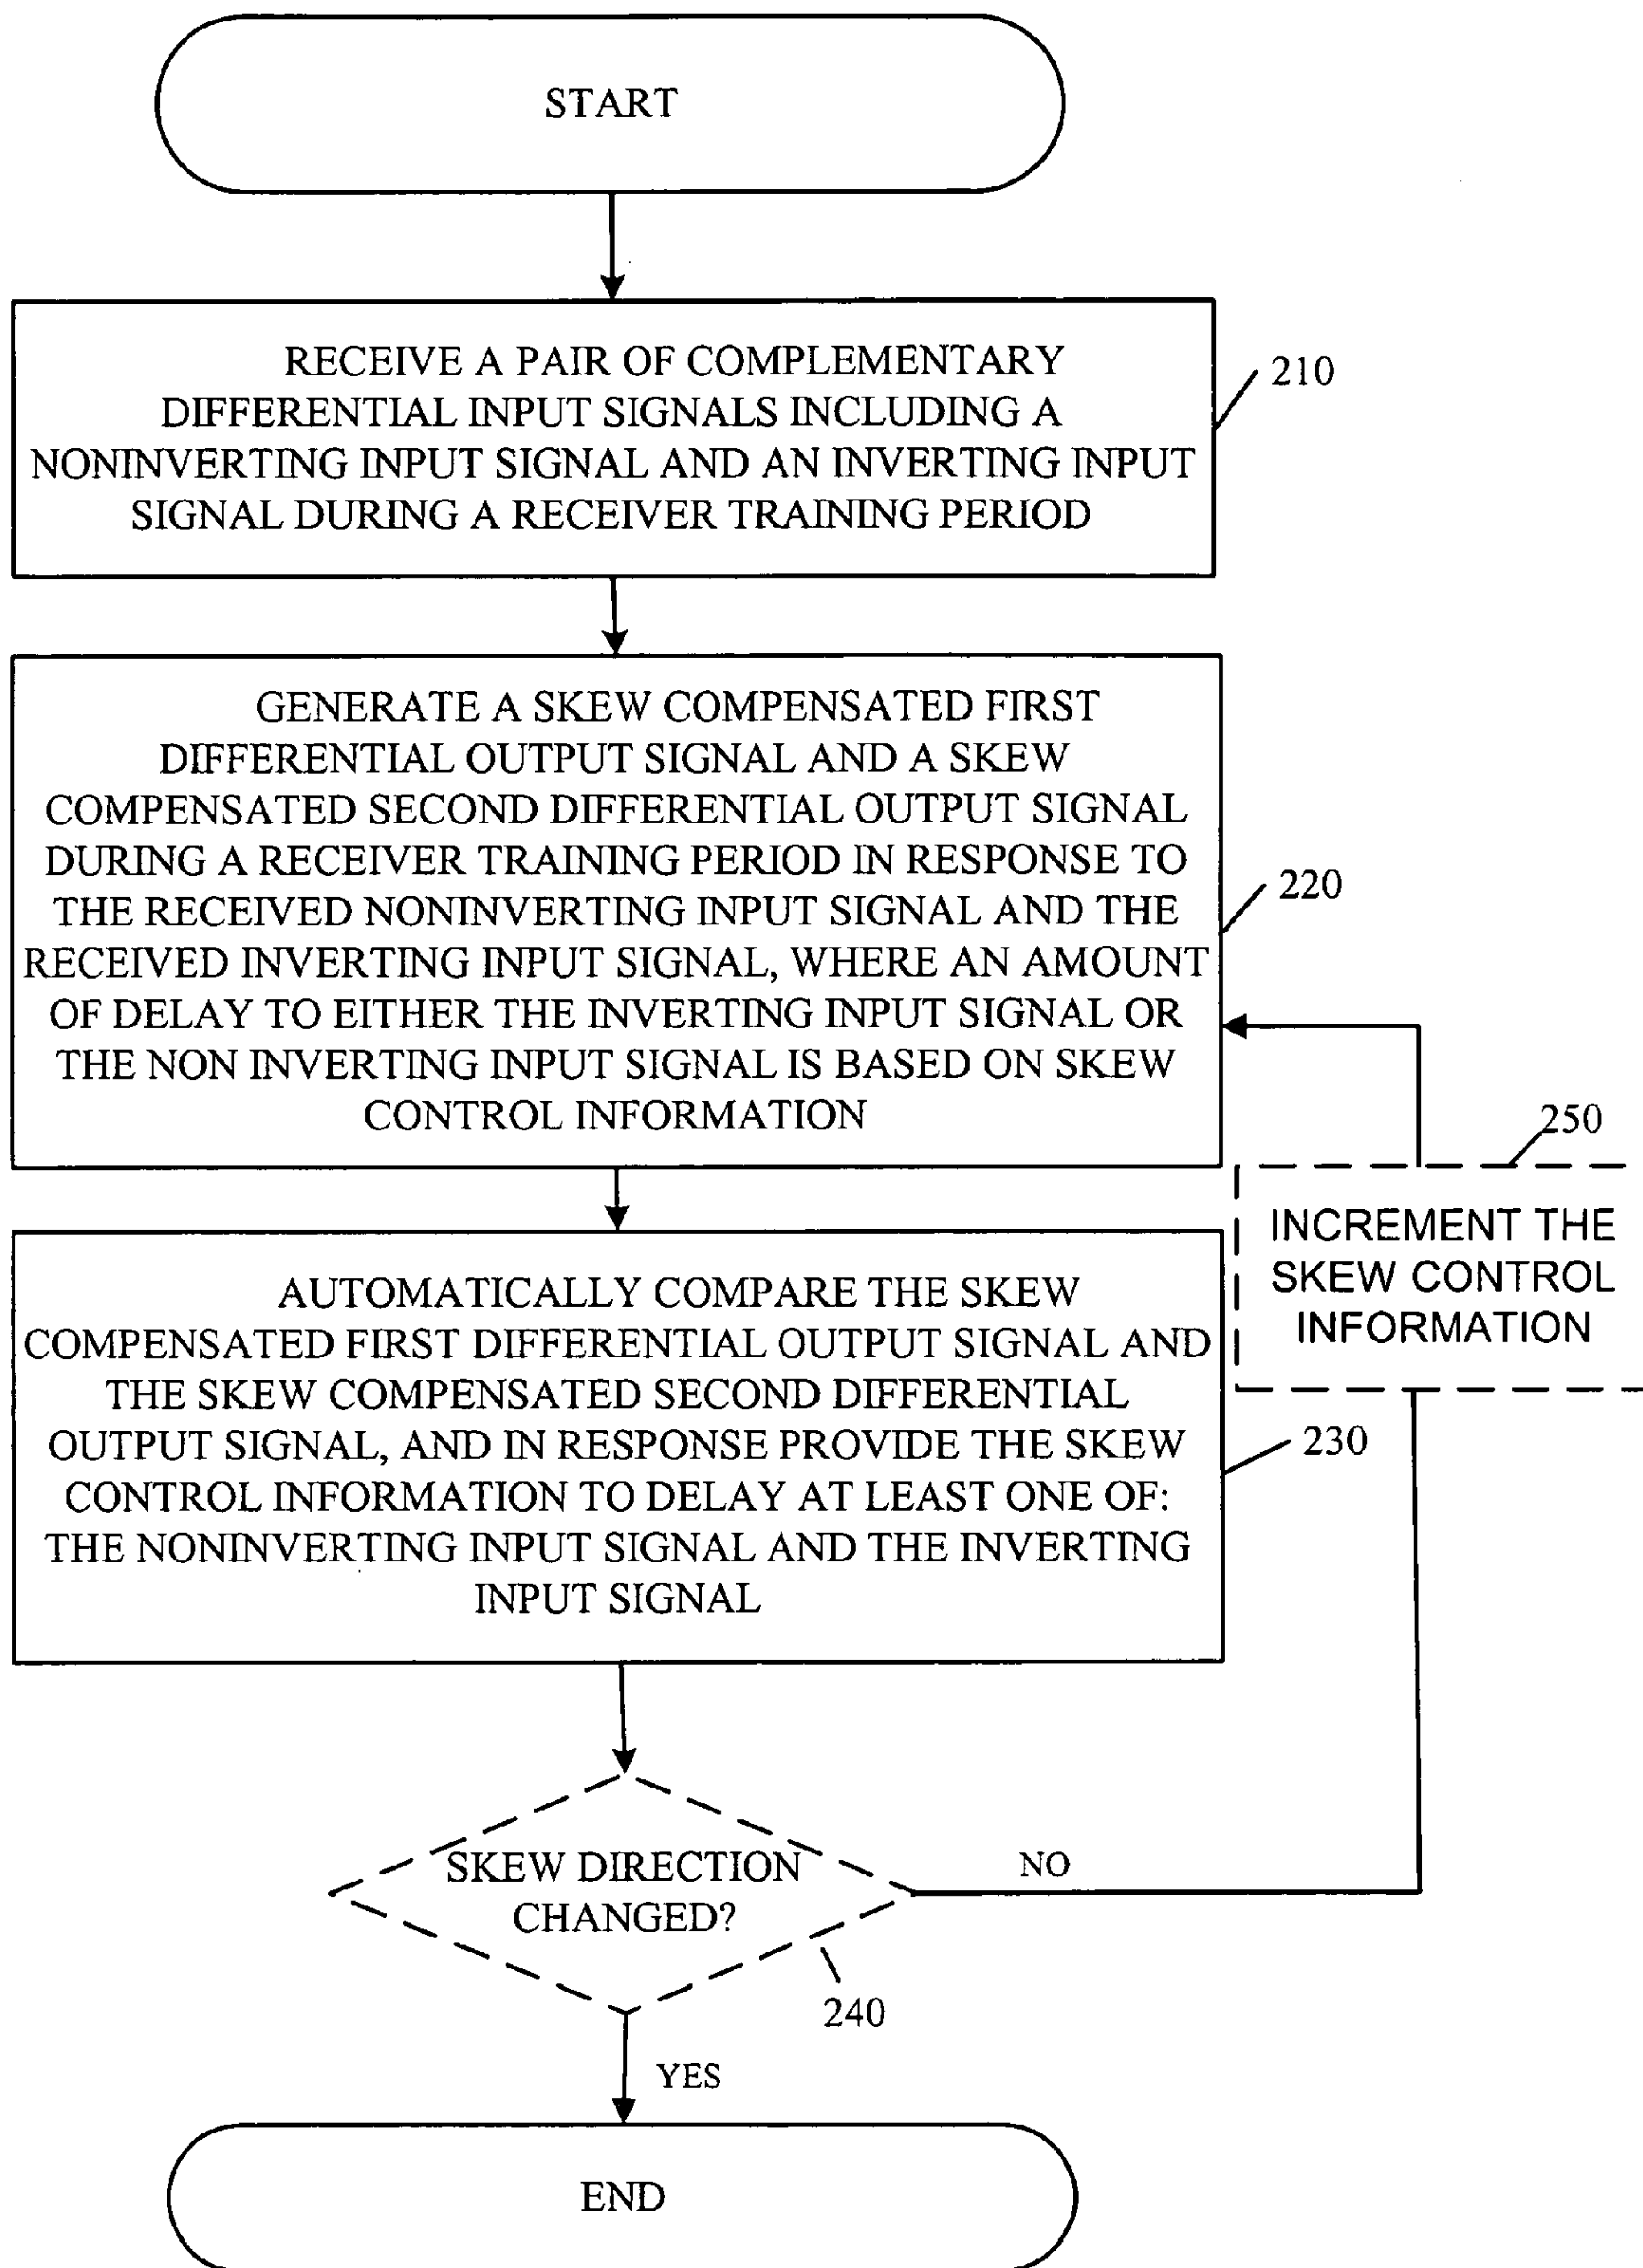 START
RECEIVE A PAIR OF COMPLEMENTARY
DIFFERENTIAL INPUT SIGNALS INCLUDING A
NONINVERTING INPUT SIGNAL AND AN INVERTING INPUT
SIGNAL DURING A RECEIVER TRAINING PERIOD
210
GENERATE A SKEW COMPENSATED FIRST
DIFFERENTIAL OUTPUT SIGNAL AND A SKEW
COMPENSATED SECOND DIFFERENTIAL OUTPUT SIGNAL
DURING A RECEIVER TRAINING PERIOD IN RESPONSE TO
THE RECEIVED NONINVERTING INPUT SIGNAL AND THE
RECEIVED INVERTING INPUT SIGNAL, WHERE AN AMOUNT
OF DELAY TO EITHER THE INVERTING INPUT SIGNAL OR
THE NON INVERTING INPUT SIGNAL IS BASED ON SKEW
CONTROL INFORMATION
220
250
INCREMENT THE
SKEW CONTROL
INFORMATION
AUTOMATICALLY COMPARE THE SKEW
COMPENSATED FIRST DIFFERENTIAL OUTPUT SIGNAL AND
THE SKEW COMPENSATED SECOND DIFFERENTIAL
OUTPUT SIGNAL, AND IN RESPONSE PROVIDE THE SKEW
CONTROL INFORMATION TO DELAY AT LEAST ONE OF:
THE NONINVERTING INPUT SIGNAL AND THE INVERTING
INPUT SIGNAL
230
SKEW DIRECTION
CHANGED?
NO
240
YES
END